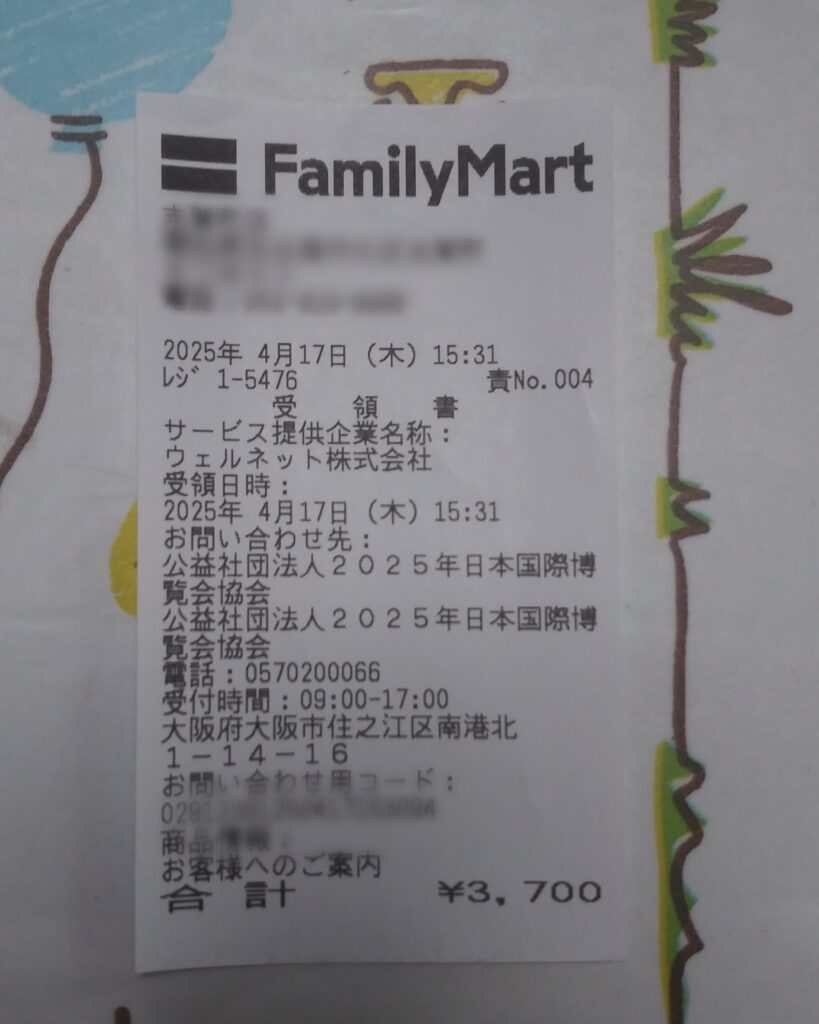 FamilyMart
2025年 4月17日（木）15:31
ﾚｼﾞ 1-5476 責No.004
受 領 書
サービス提供企業名称：
ウェルネット株式会社
受領日時：
2025年 4月17日（木）15:31
お問い合わせ先：
公益社団法人２０２５年日本国際博
覧会協会
公益社団法人２０２５年日本国際博
覧会協会
電話：0570200066
受付時間：09:00-17:00
大阪府大阪市住之江区南港北
１－１４－１６
お問い合わせ用コード：
商品情報：
お客様へのご案内
合 計 ¥3,700